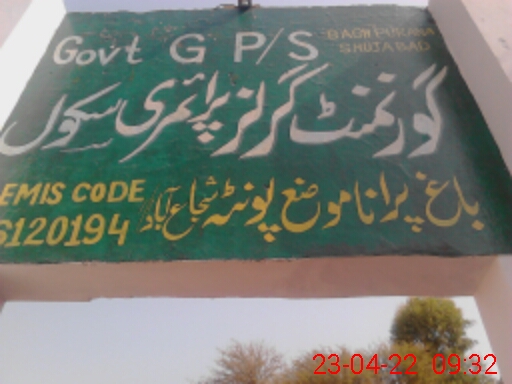 Govt G P/S
BAGH PURANA
SHUJABAD
گورنمنٹ گرلز پرائمری سکول
باغ پرانا موضع پونٹہ شجاع آباد
EMIS CODE
6120194
23-04-22 09:32